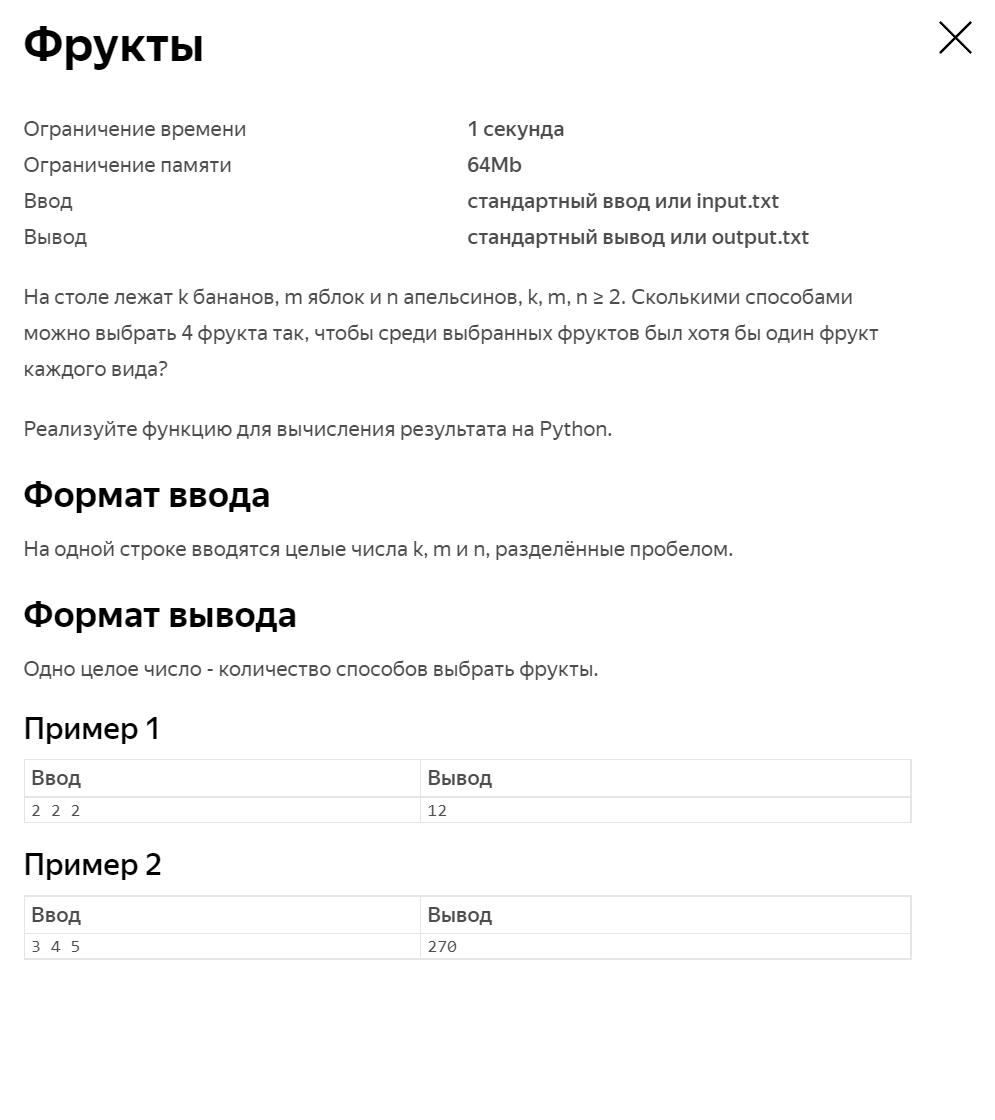 Фрукты
Ограничение времени 1 секунда
Ограничение памяти 64Mb
Ввод стандартный ввод или input.txt
Вывод стандартный вывод или output.txt
На столе лежат k бананов, m яблок и n апельсинов, k, m, n ≥ 2. Сколькими способами
можно выбрать 4 фрукта так, чтобы среди выбранных фруктов был хотя бы один фрукт
каждого вида?
Реализуйте функцию для вычисления результата на Python.
Формат ввода
На одной строке вводятся целые числа k, m и n, разделённые пробелом.
Формат вывода
Одно целое число - количество способов выбрать фрукты.
Пример 1
Ввод Вывод
2 2 2 12
Пример 2
Ввод Вывод
3 4 5 270